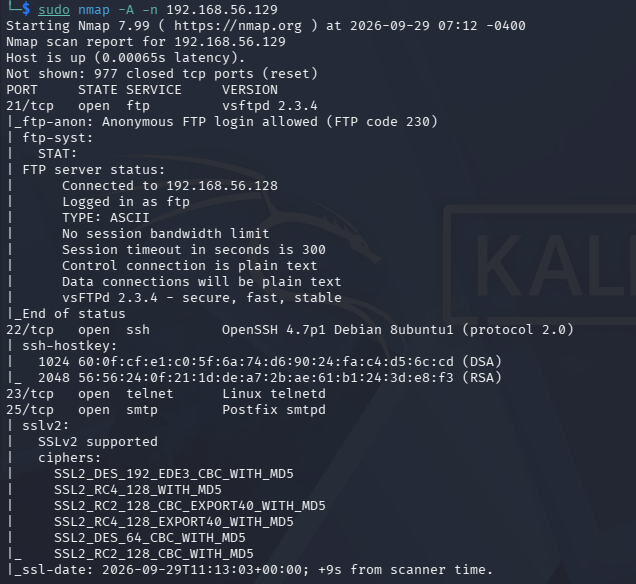 └─$ sudo nmap -A -n 192.168.56.129
Starting Nmap 7.99 ( https://nmap.org ) at 2026-09-29 07:12 -0400
Nmap scan report for 192.168.56.129
Host is up (0.00065s latency).
Not shown: 977 closed tcp ports (reset)
PORT     STATE SERVICE     VERSION
21/tcp   open  ftp         vsftpd 2.3.4
|_ftp-anon: Anonymous FTP login allowed (FTP code 230)
| ftp-syst:
|   STAT:
| FTP server status:
|      Connected to 192.168.56.128
|      Logged in as ftp
|      TYPE: ASCII
|      No session bandwidth limit
|      Session timeout in seconds is 300
|      Control connection is plain text
|      Data connections will be plain text
|      vsFTPd 2.3.4 - secure, fast, stable
|_End of status
22/tcp   open  ssh         OpenSSH 4.7p1 Debian 8ubuntu1 (protocol 2.0)
| ssh-hostkey:
|   1024 60:0f:cf:e1:c0:5f:6a:74:d6:90:24:fa:c4:d5:6c:cd (DSA)
|_  2048 56:56:24:0f:21:1d:de:a7:2b:ae:61:b1:24:3d:e8:f3 (RSA)
23/tcp   open  telnet      Linux telnetd
25/tcp   open  smtp        Postfix smtpd
| sslv2:
|   SSLv2 supported
|   ciphers:
|     SSL2_DES_192_EDE3_CBC_WITH_MD5
|     SSL2_RC4_128_WITH_MD5
|     SSL2_RC2_128_CBC_EXPORT40_WITH_MD5
|     SSL2_RC4_128_EXPORT40_WITH_MD5
|     SSL2_DES_64_CBC_WITH_MD5
|_    SSL2_RC2_128_CBC_WITH_MD5
|_ssl-date: 2026-09-29T11:13:03+00:00; +9s from scanner time.
KAL